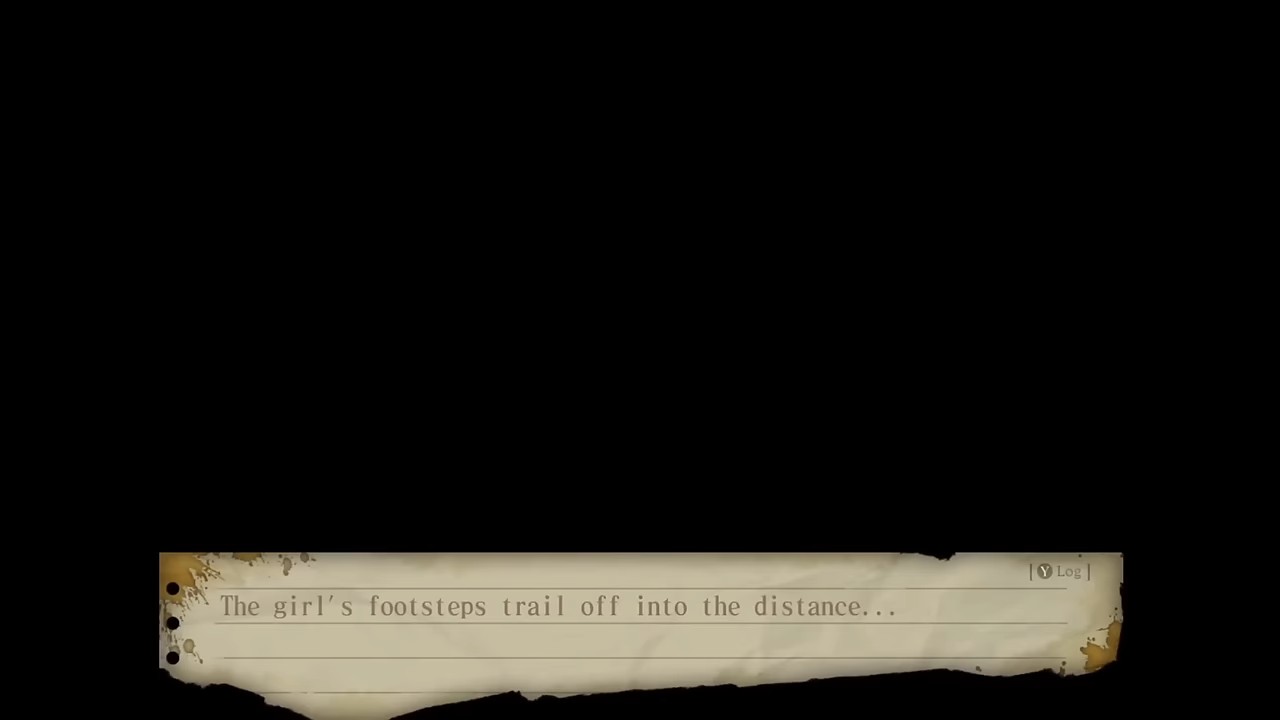 [Y Log]
The girl's footsteps trail off into the distance...